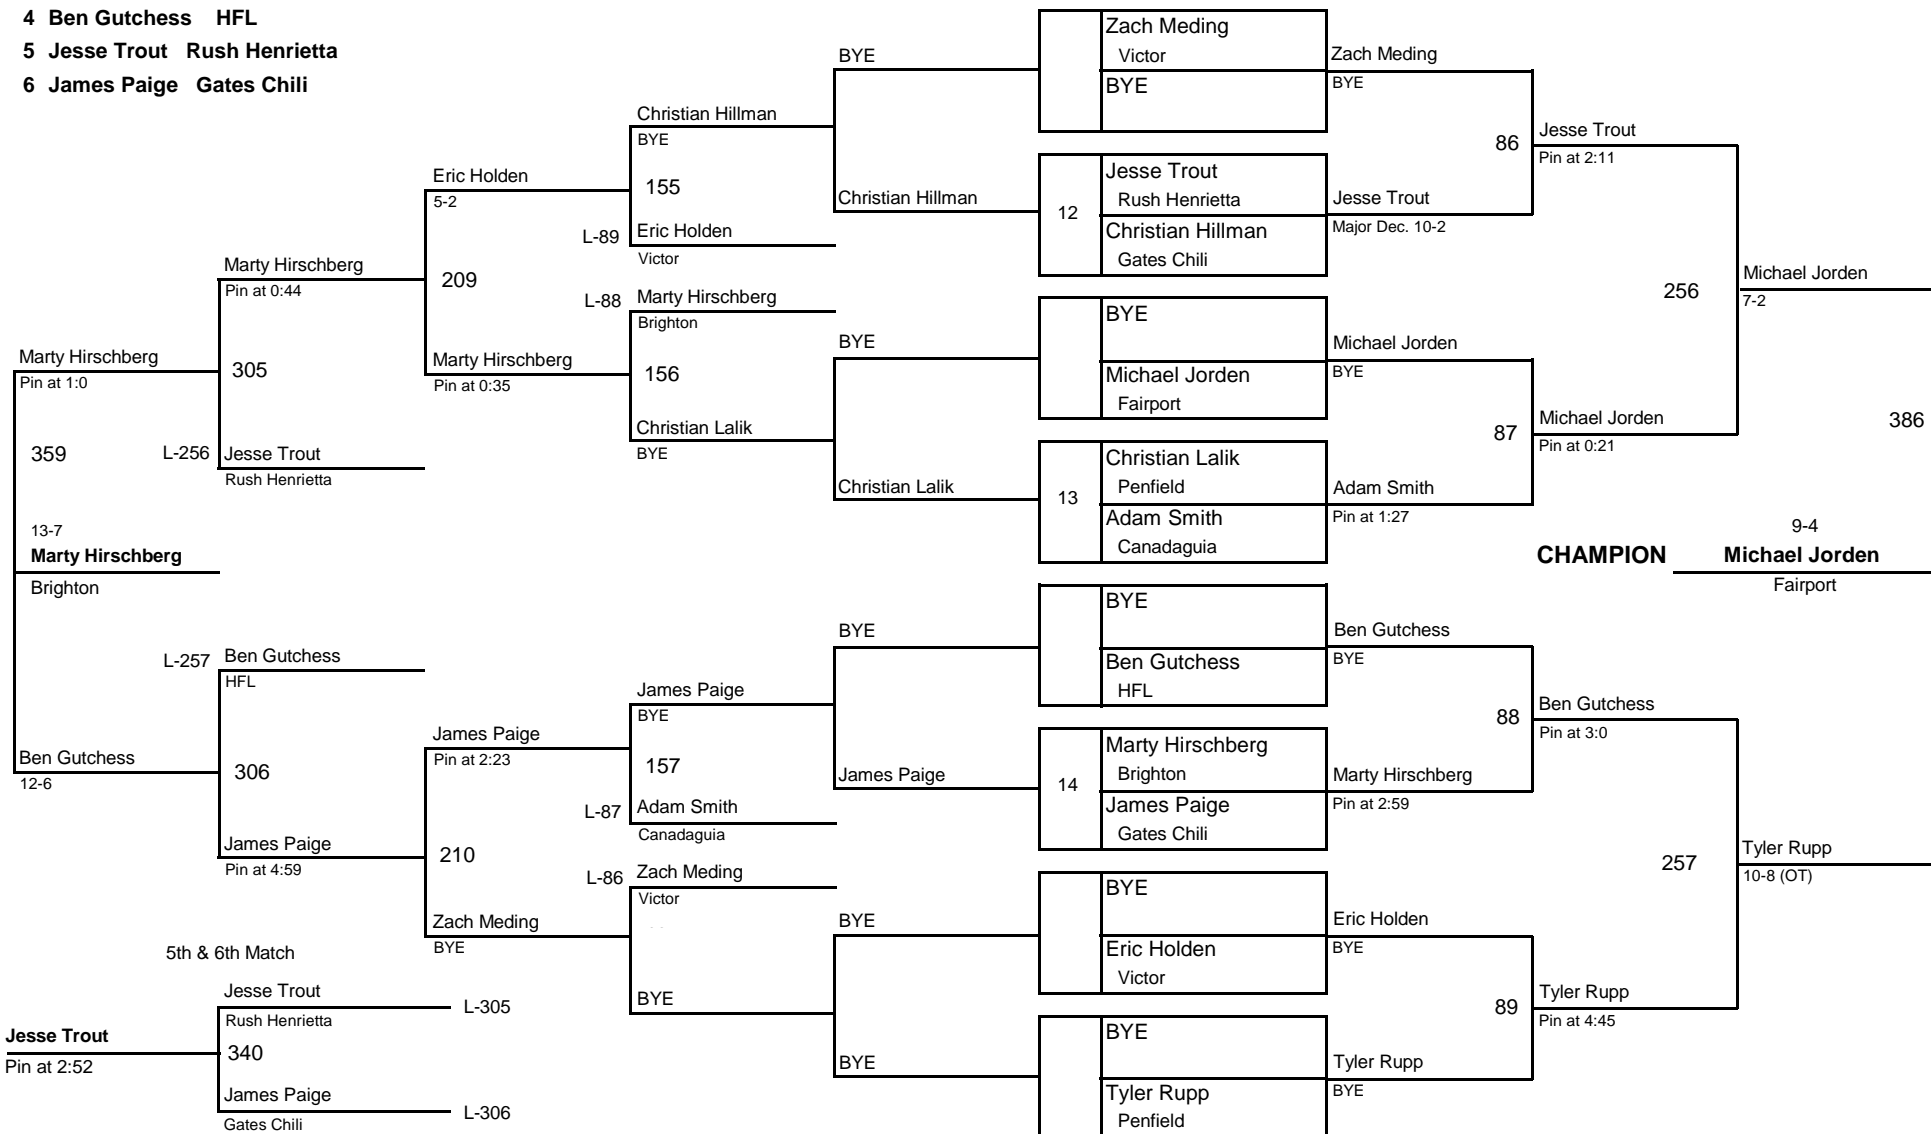 4 Ben Gutchess HFL
5 Jesse Trout Rush Henrietta
6 James Paige Gates Chili
Marty Hirschberg
Pin at 1:0
359
13-7
Marty Hirschberg
Brighton
Ben Gutchess
12-6
5th & 6th Match
Jesse Trout
Pin at 2:52
Jesse Trout
Rush Henrietta
L-305
340
James Paige
Gates Chili
L-306
Marty Hirschberg
Pin at 0:44
305
L-256
Jesse Trout
Rush Henrietta
L-257
Ben Gutchess
HFL
306
James Paige
Pin at 4:59
Eric Holden
5-2
209
Marty Hirschberg
Pin at 0:35
James Paige
Pin at 2:23
210
Zach Meding
BYE
Christian Hillman
BYE
155
L-89
Eric Holden
Victor
L-88
Marty Hirschberg
Brighton
156
Christian Lalik
BYE
James Paige
BYE
157
L-87
Adam Smith
Canadaguia
L-86
Zach Meding
Victor
BYE
BYE
Christian Hillman
BYE
Christian Lalik
BYE
James Paige
BYE
BYE
Zach Meding
Victor
BYE
12
Jesse Trout
Rush Henrietta
Christian Hillman
Gates Chili
BYE
Michael Jorden
Fairport
13
Christian Lalik
Penfield
Adam Smith
Canadaguia
BYE
Ben Gutchess
HFL
14
Marty Hirschberg
Brighton
James Paige
Gates Chili
BYE
Eric Holden
Victor
BYE
Tyler Rupp
Penfield
Zach Meding
BYE
86
Jesse Trout
Major Dec. 10-2
Michael Jorden
BYE
87
Adam Smith
Pin at 1:27
Ben Gutchess
BYE
88
Marty Hirschberg
Pin at 2:59
Eric Holden
BYE
89
Tyler Rupp
BYE
Jesse Trout
Pin at 2:11
256
Michael Jorden
Pin at 0:21
Ben Gutchess
Pin at 3:0
257
Tyler Rupp
Pin at 4:45
Michael Jorden
7-2
386
9-4
CHAMPION Michael Jorden
Fairport
Tyler Rupp
10-8 (OT)